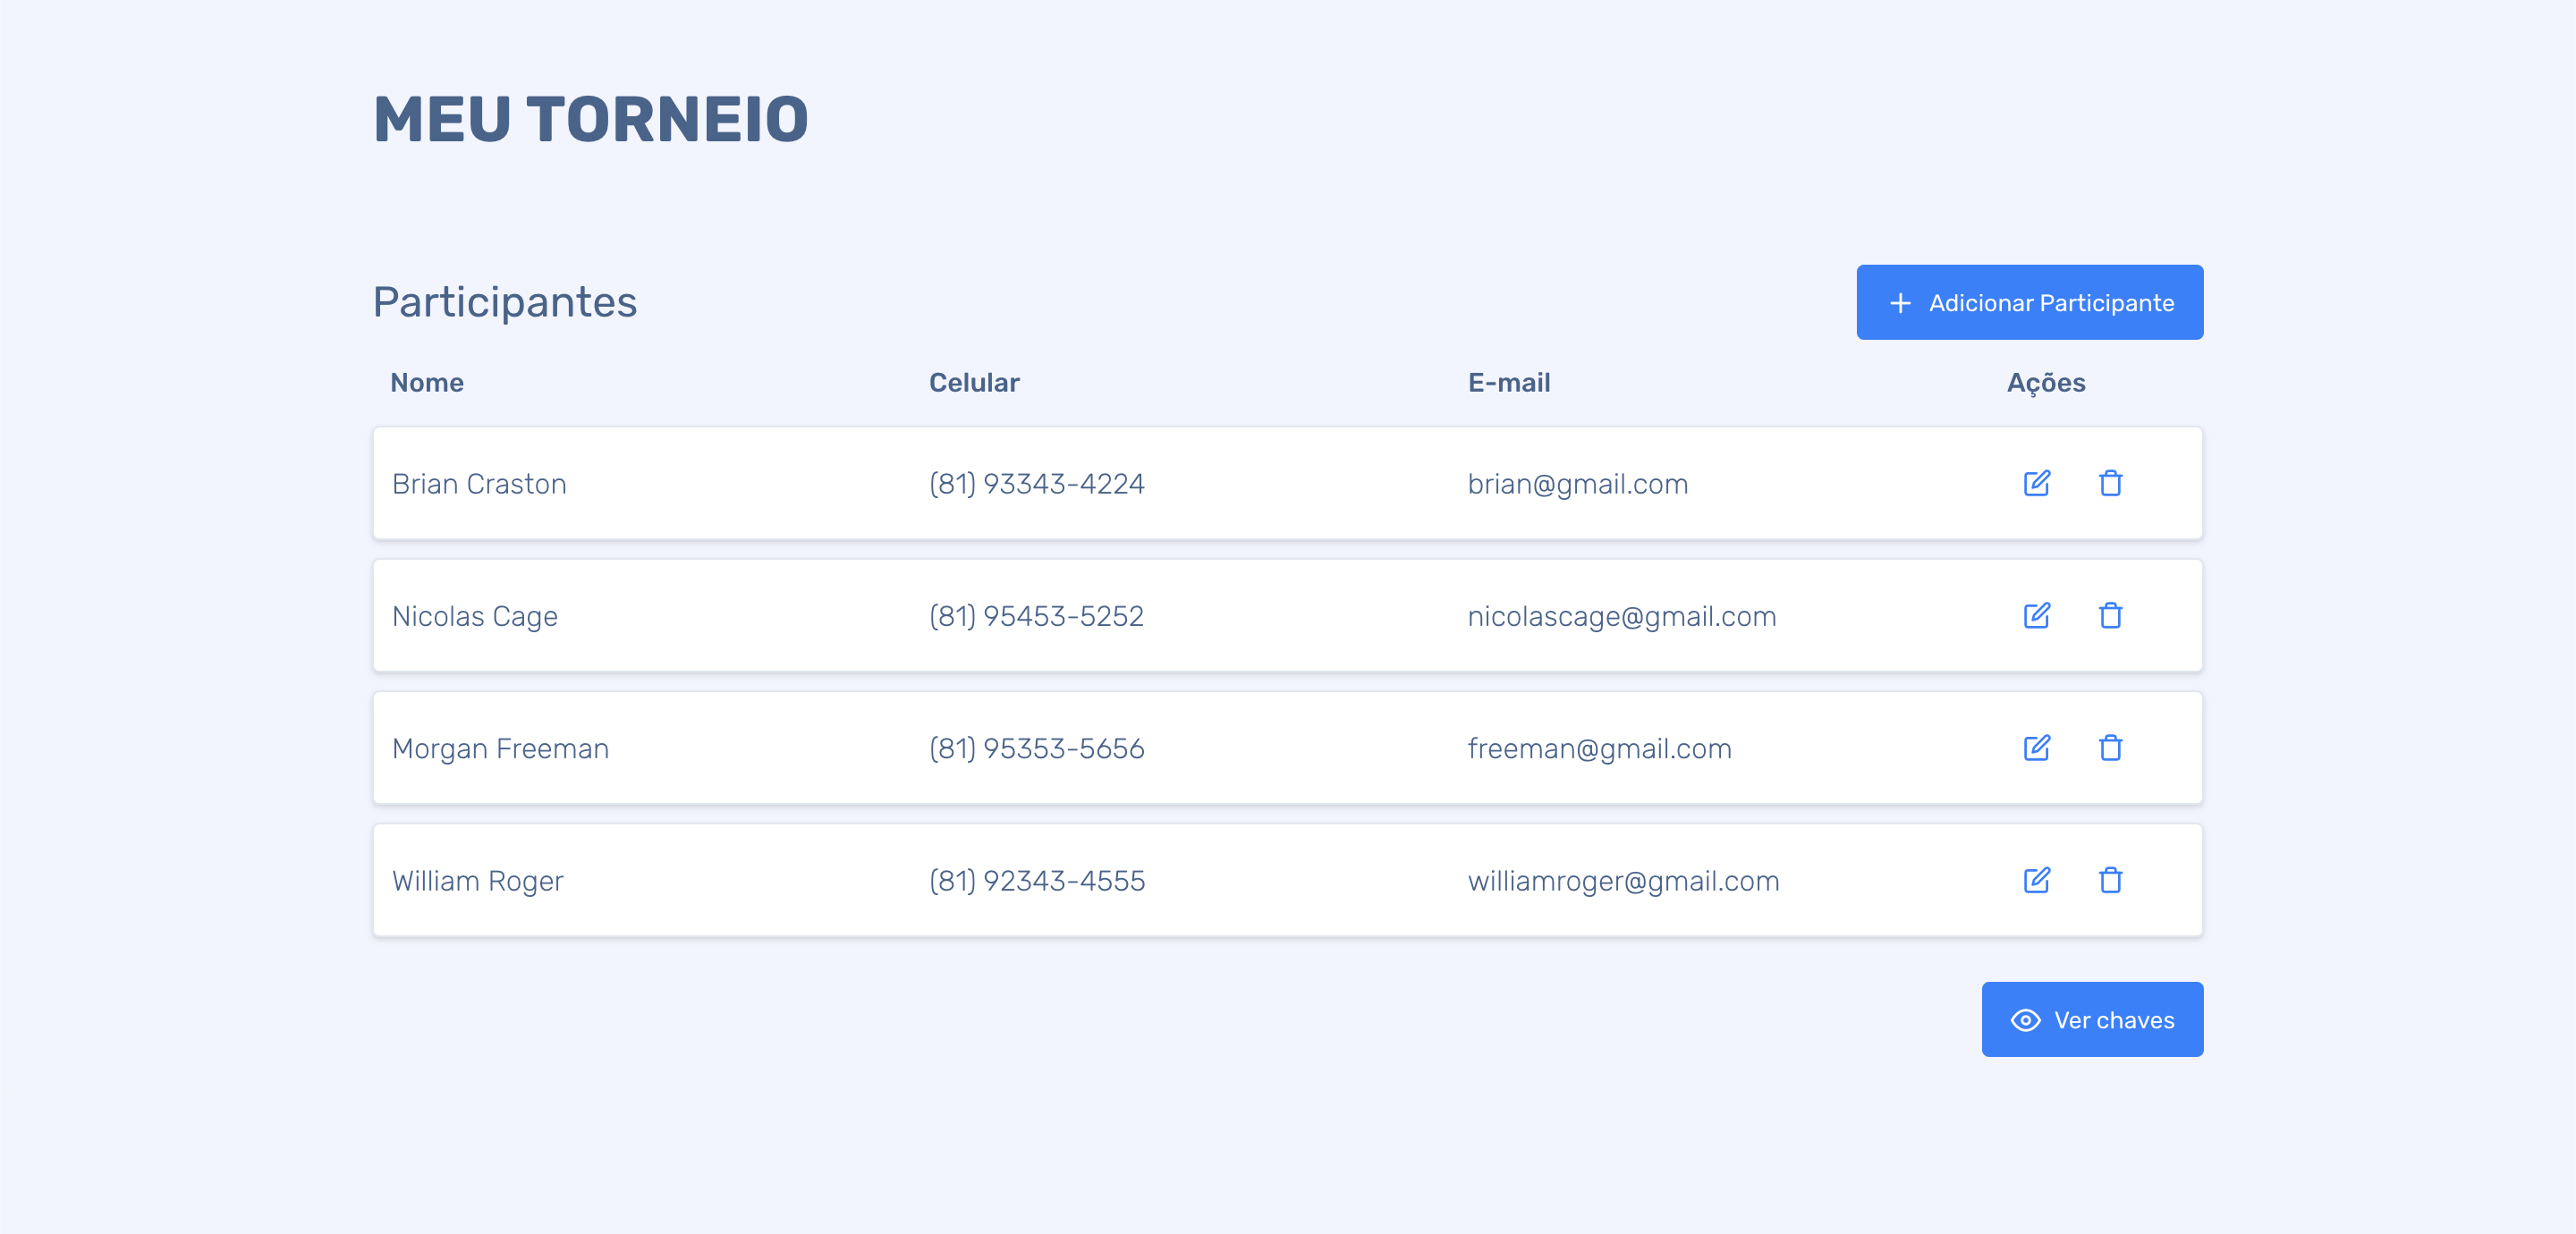 MEU TORNEIO
Participantes
Adicionar Participante
Nome Celular E-mail Ações
Brian Craston (81) 93343-4224 brian@gmail.com
Nicolas Cage (81) 95453-5252 nicolascage@gmail.com
Morgan Freeman (81) 95353-5656 freeman@gmail.com
William Roger (81) 92343-4555 williamroger@gmail.com
Ver chaves